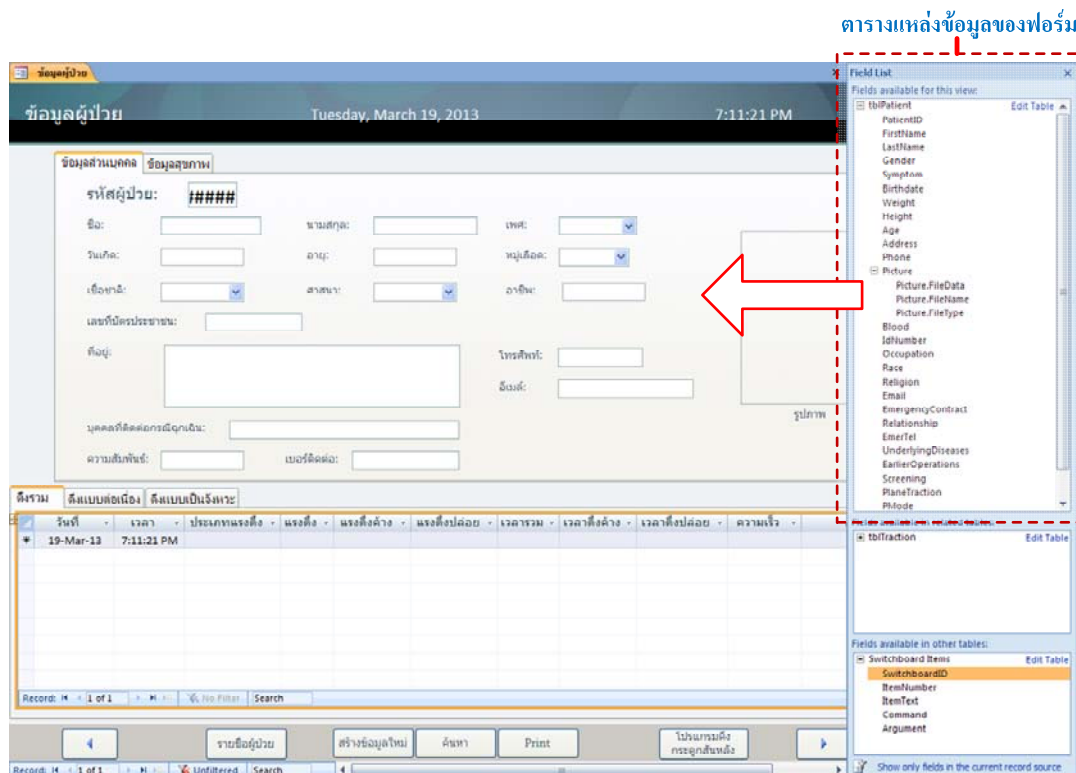 ตารางแหล่งข้อมูลของฟอร์ม
ข้อมูลผู้ป่วย
ข้อมูลผู้ป่วย Tuesday, March 19, 2013 7:11:21 PM
ข้อมูลส่วนบุคคล ข้อมูลสุขภาพ
รหัสผู้ป่วย: #####
ชื่อ: นามสกุล: เพศ:
วันเกิด: อายุ: หมู่เลือด:
เชื้อชาติ: ศาสนา: อาชีพ:
เลขที่บัตรประชาชน:
ที่อยู่: โทรศัพท์:
อีเมล์:
รูปภาพ
บุคคลที่ติดต่อกรณีฉุกเฉิน:
ความสัมพันธ์: เบอร์ติดต่อ:
ดึงรวม ดึงแบบต่อเนื่อง ดึงแบบเป็นจังหวะ
วันที่ เวลา ประเภทแรงดึง แรงดึง แรงดึงค้าง แรงดึงปล่อย เวลารวม เวลาดึงค้าง เวลาดึงปล่อย ความเร็ว
19-Mar-13 7:11:21 PM
Record: 1 of 1 No Filter Search
รายชื่อผู้ป่วย สร้างข้อมูลใหม่ ค้นหา Print โปรแกรมดึง
กระดูกสันหลัง
Record: 1 of 1 Unfiltered Search
Field List
Fields available for this view:
tblPatient Edit Table
PatientID
FirstName
LastName
Gender
Symptom
Birthdate
Weight
Height
Age
Address
Phone
Picture
Picture.FileData
Picture.FileName
Picture.FileType
Blood
IdNumber
Occupation
Race
Religion
Email
EmergencyContract
Relationship
EmerTel
UnderlyingDiseases
EarlierOperations
Screening
PlaneTraction
PMode
Fields available in related tables:
tblTraction Edit Table
Fields available in other tables:
Switchboard Items Edit Table
SwitchboardID
ItemNumber
ItemText
Command
Argument
Show only fields in the current record source